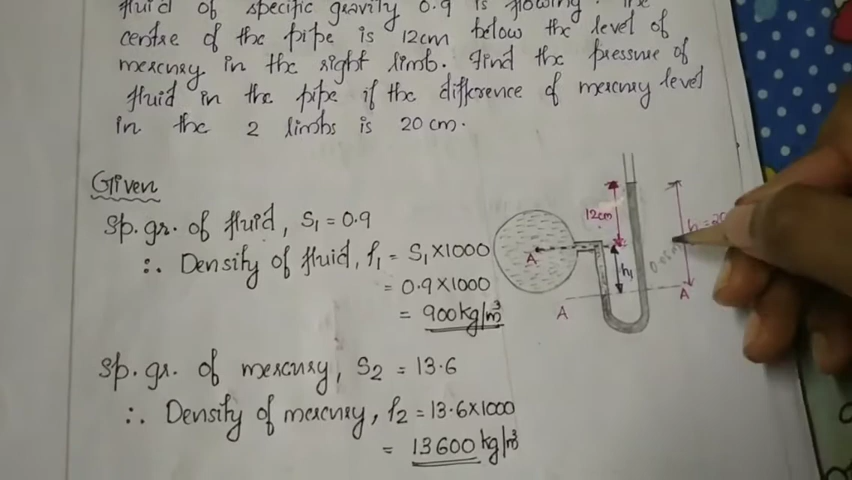 fluid of specific gravity 0.9 is flowing. The
centre of the pipe is 12cm below the level of
mercury in the right limb. Find the pressure of
fluid in the pipe if the difference of mercury level
in the 2 limbs is 20 cm.
Given
Sp. gr. of fluid, S₁ = 0.9
∴ Density of fluid, ρ₁ = S₁×1000
= 0.9×1000
= 900 kg/m³
Sp. gr. of mercury, S₂ = 13.6
∴ Density of mercury, ρ₂ = 13.6×1000
= 13600 kg/m³
12cm
A
h₁
A
A